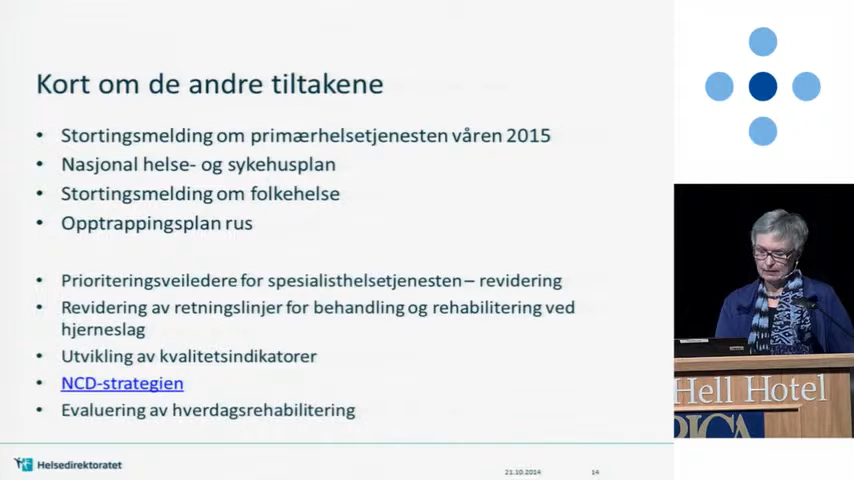 Kort om de andre tiltakene
• Stortingsmelding om primærhelsetjenesten våren 2015
• Nasjonal helse- og sykehusplan
• Stortingsmelding om folkehelse
• Opptrappingsplan rus
• Prioriteringsveiledere for spesialisthelsetjenesten – revidering
• Revidering av retningslinjer for behandling og rehabilitering ved
hjerneslag
• Utvikling av kvalitetsindikatorer
• NCD-strategien
• Evaluering av hverdagsrehabilitering
Helsedirektoratet
21.10.2014
14
Hell Hotel
RICA